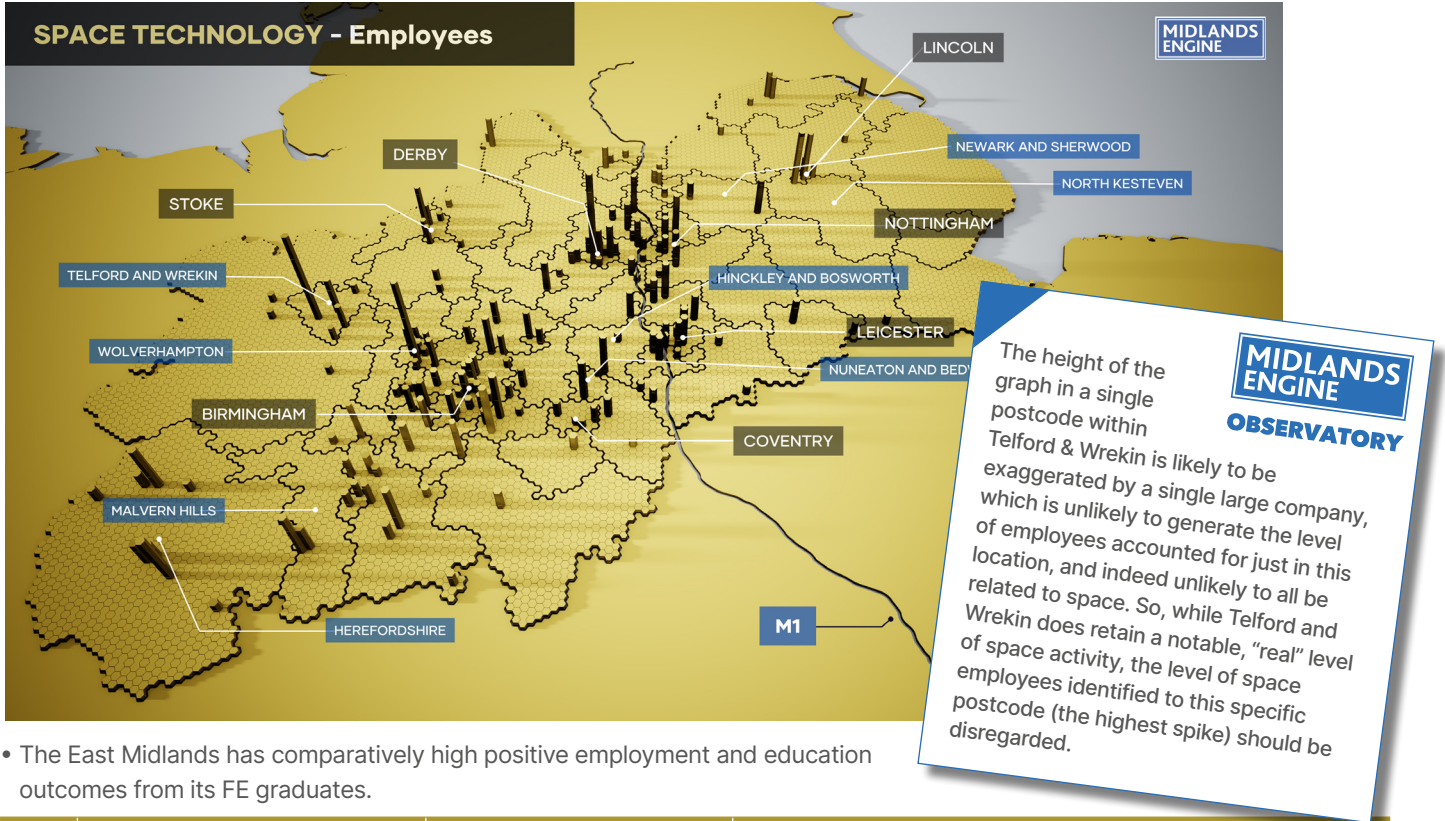 SPACE TECHNOLOGY - Employees
MIDLANDS
ENGINE
LINCOLN
NEWARK AND SHERWOOD
DERBY
NORTH KESTEVEN
STOKE
NOTTINGHAM
TELFORD AND WREKIN
HINCKLEY AND BOSWORTH
LEICESTER
WOLVERHAMPTON
NUNEATON AND
BIRMINGHAM
COVENTRY
MALVERN HILLS
M1
HEREFORDSHIRE
MIDLANDS
ENGINE
OBSERVATORY
The height of the
graph in a single
postcode within
Telford & Wrekin is likely to be
exaggerated by a single large company,
which is unlikely to generate the level
of employees accounted for just in this
location, and indeed unlikely to all be
related to space. So, while Telford and
Wrekin does retain a notable, “real” level
of space activity, the level of space
employees identified to this specific
postcode (the highest spike) should be
disregarded.
• The East Midlands has comparatively high positive employment and education
outcomes from its FE graduates.